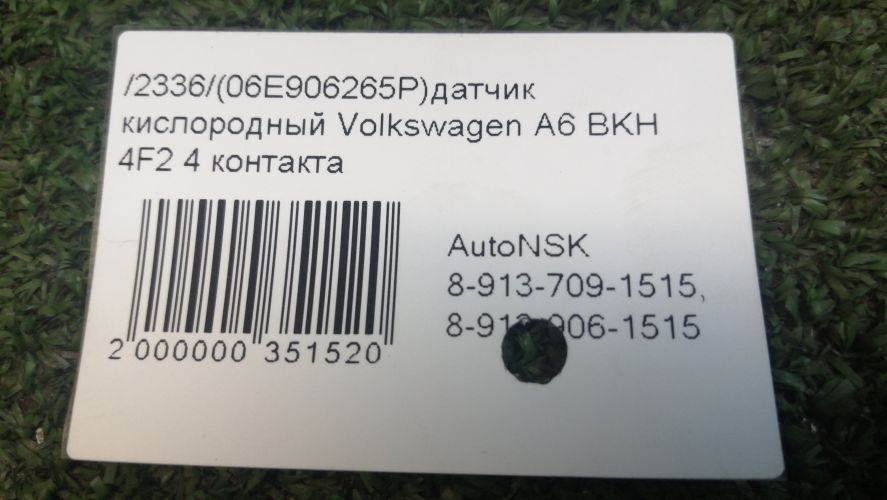 /2336/(06E906265P)датчик
кислородный Volkswagen A6 BKH
4F2 4 контакта
AutoNSK
8-913-709-1515,
2 000000 351520